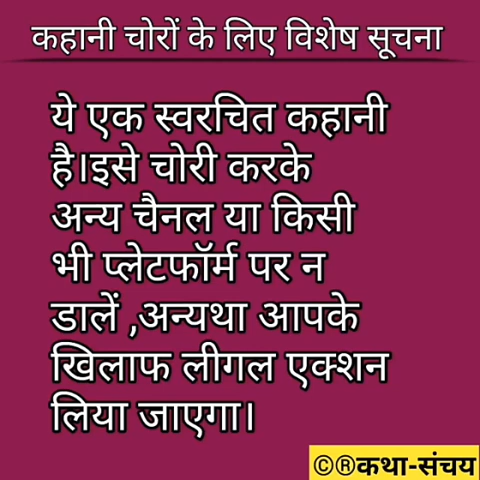 कहानी चोरों के लिए विशेष सूचना
ये एक स्वरचित कहानी
है।इसे चोरी करके
अन्य चैनल या किसी
भी प्लेटफॉर्म पर न
डालें ,अन्यथा आपके
खिलाफ लीगल एक्शन
लिया जाएगा।
©®कथा-संचय